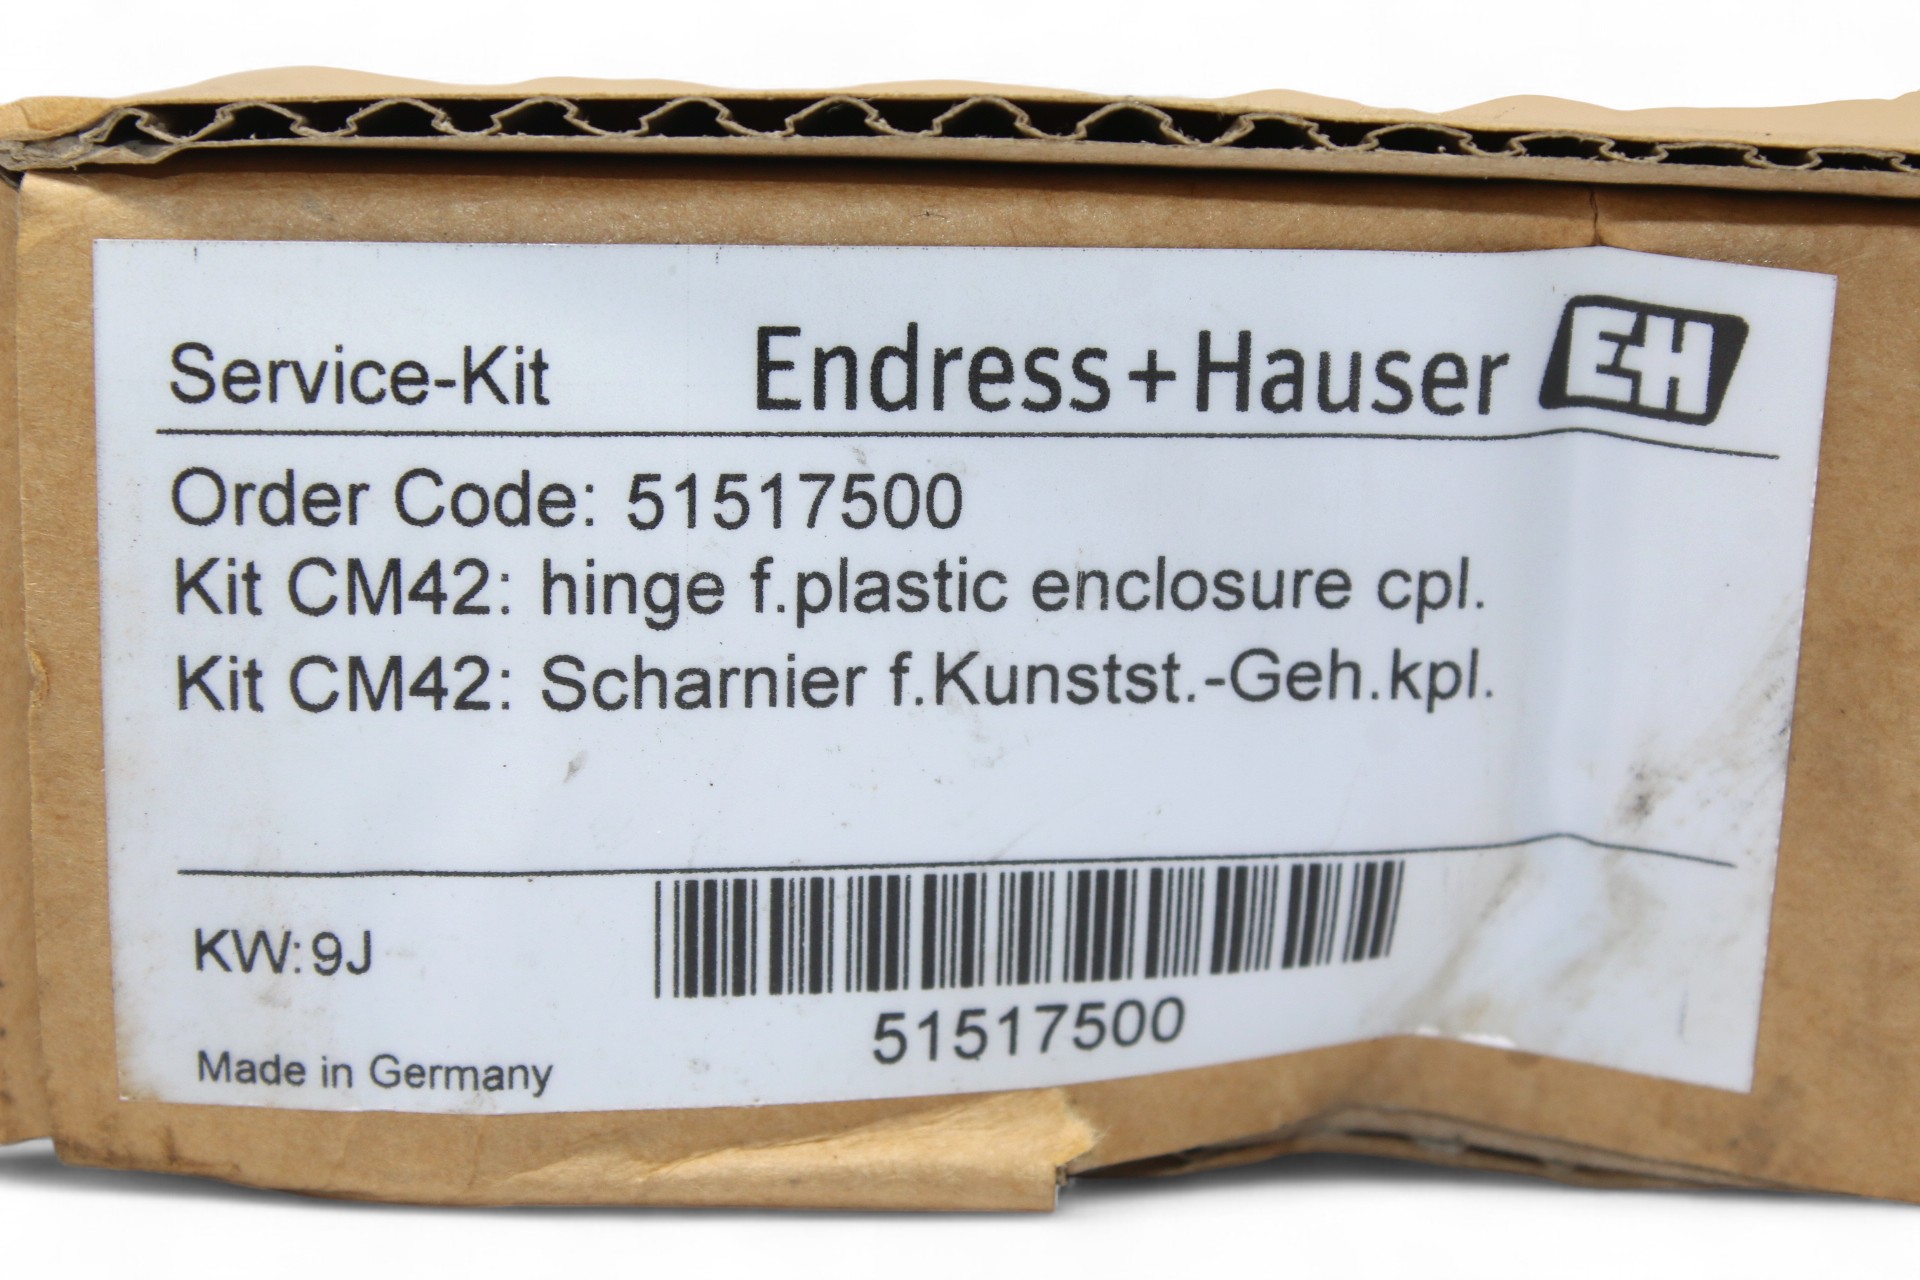 Service-Kit Endress+Hauser EH
Order Code: 51517500
Kit CM42: hinge f.plastic enclosure cpl.
Kit CM42: Scharnier f.Kunstst.-Geh.kpl.
KW:9J
51517500
Made in Germany